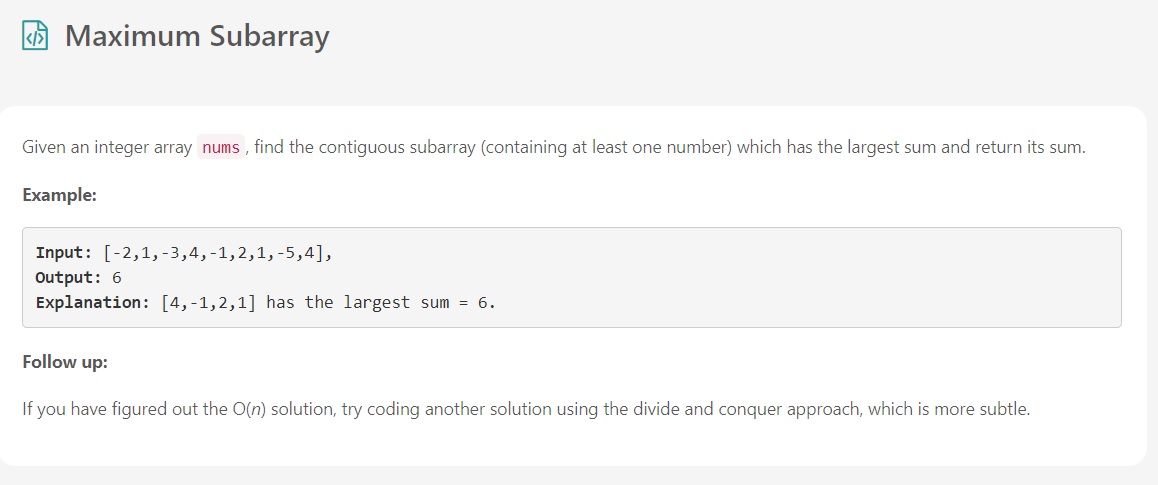 Maximum Subarray
Given an integer array nums, find the contiguous subarray (containing at least one number) which has the largest sum and return its sum.
Example:
Input: [-2,1,-3,4,-1,2,1,-5,4],
Output: 6
Explanation: [4,-1,2,1] has the largest sum = 6.
Follow up:
If you have figured out the O(n) solution, try coding another solution using the divide and conquer approach, which is more subtle.